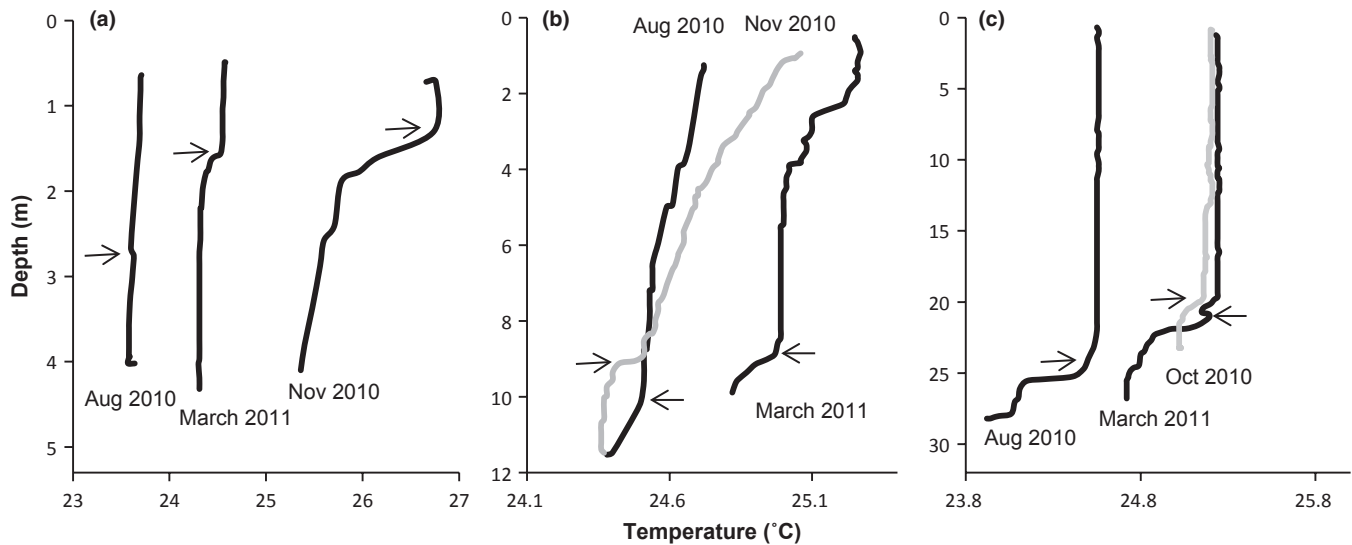 (a)
(b)
(c)
Depth (m)
0
1
2
3
4
5
23
24
25
26
27
Aug 2010
March 2011
Nov 2010
0
2
4
6
8
10
12
24.1
24.6
25.1
Aug 2010
Nov 2010
March 2011
0
5
10
15
20
25
30
23.8
24.8
25.8
Oct 2010
March 2011
Aug 2010
Temperature (˚C)